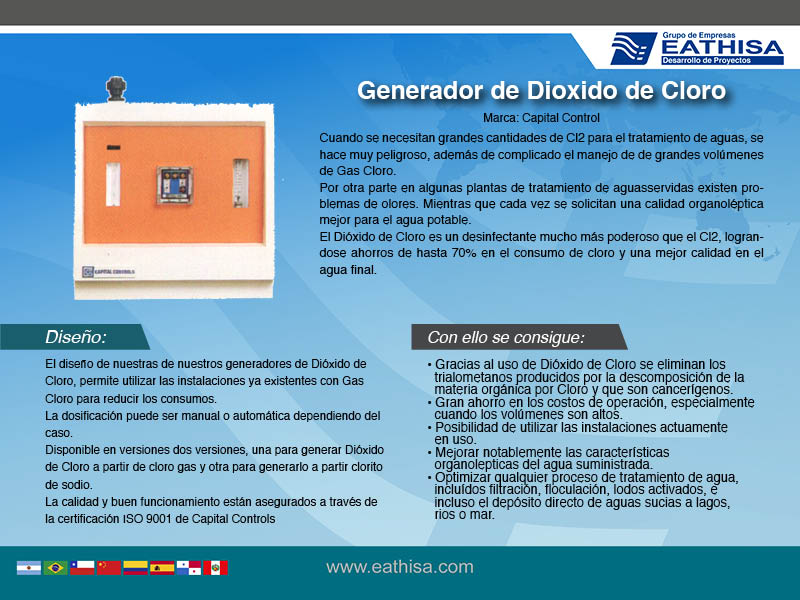 Grupo de Empresas
EATHISA
Desarrollo de Proyectos
Generador de Dioxido de Cloro
Marca: Capital Control
Cuando se necesitan grandes cantidades de Cl2 para el tratamiento de aguas, se
hace muy peligroso, además de complicado el manejo de de grandes volúmenes
de Gas Cloro.
Por otra parte en algunas plantas de tratamiento de aguasservidas existen pro-
blemas de olores. Mientras que cada vez se solicitan una calidad organoléptica
mejor para el agua potable.
El Dióxido de Cloro es un desinfectante mucho más poderoso que el Cl2, logran-
dose ahorros de hasta 70% en el consumo de cloro y una mejor calidad en el
agua final.
CAPITAL CONTROLS
Diseño:
El diseño de nuestras de nuestros generadores de Dióxido de
Cloro, permite utilizar las instalaciones ya existentes con Gas
Cloro para reducir los consumos.
La dosificación puede ser manual o automática dependiendo del
caso.
Disponible en versiones dos versiones, una para generar Dióxido
de Cloro a partir de cloro gas y otra para generarlo a partir clorito
de sodio.
La calidad y buen funcionamiento están asegurados a través de
la certificación ISO 9001 de Capital Controls
Con ello se consigue:
• Gracias al uso de Dióxido de Cloro se eliminan los
trialometanos producidos por la descomposición de la
materia orgánica por Cloro y que son cancerígenos.
• Gran ahorro en los costos de operación, especialmente
cuando los volúmenes son altos.
• Posibilidad de utilizar las instalaciones actuamente
en uso.
• Mejorar notablemente las características
organolepticas del agua suministrada.
• Optimizar qualquier proceso de tratamiento de agua,
incluídos filtración, floculación, lodos activados, e
incluso el depósito directo de aguas sucias a lagos,
rios o mar.
www.eathisa.com